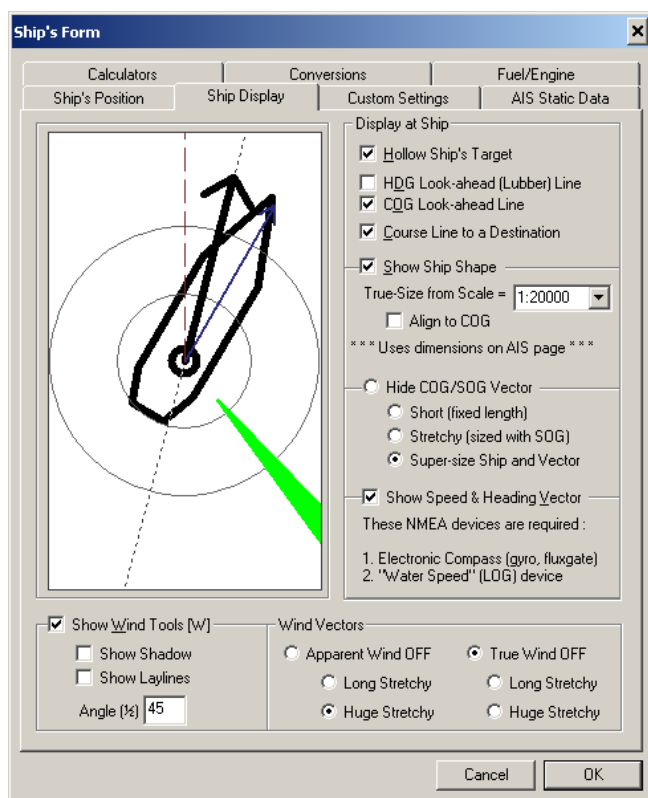 Ship's Form
Calculators
Conversions
Fuel/Engine
Ship's Position
Ship Display
Custom Settings
AIS Static Data
Display at Ship
Hollow Ship's Target
HDG Look-ahead (Lubber) Line
COG Look-ahead Line
Course Line to a Destination
Show Ship Shape
True-Size from Scale = 1:20000
Align to COG
* * * Uses dimensions on AIS page * * *
Hide COG/SOG Vector
Short (fixed length)
Stretchy (sized with SOG)
Super-size Ship and Vector
Show Speed & Heading Vector
These NMEA devices are required :
1. Electronic Compass (gyro, fluxgate)
2. "Water Speed" (LOG) device
Show Wind Tools [W]
Show Shadow
Show Laylines
Angle (½) 45
Wind Vectors
Apparent Wind OFF
True Wind OFF
Long Stretchy
Long Stretchy
Huge Stretchy
Huge Stretchy
Cancel
OK